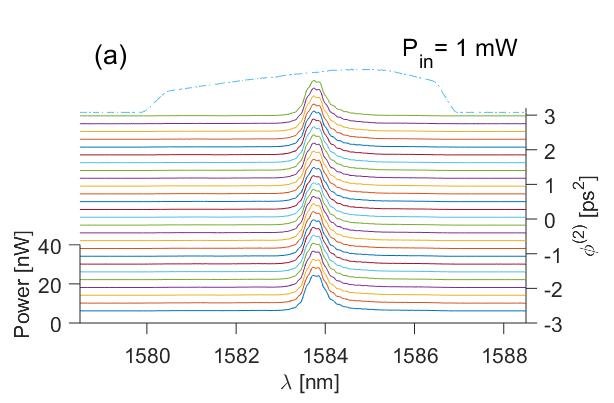 (a)
P_in = 1 mW
Power [nW]
40
20
0
3
2
1
0
-1
-2
-3
ϕ^(2) [ps^2]
1580 1582 1584 1586 1588
λ [nm]